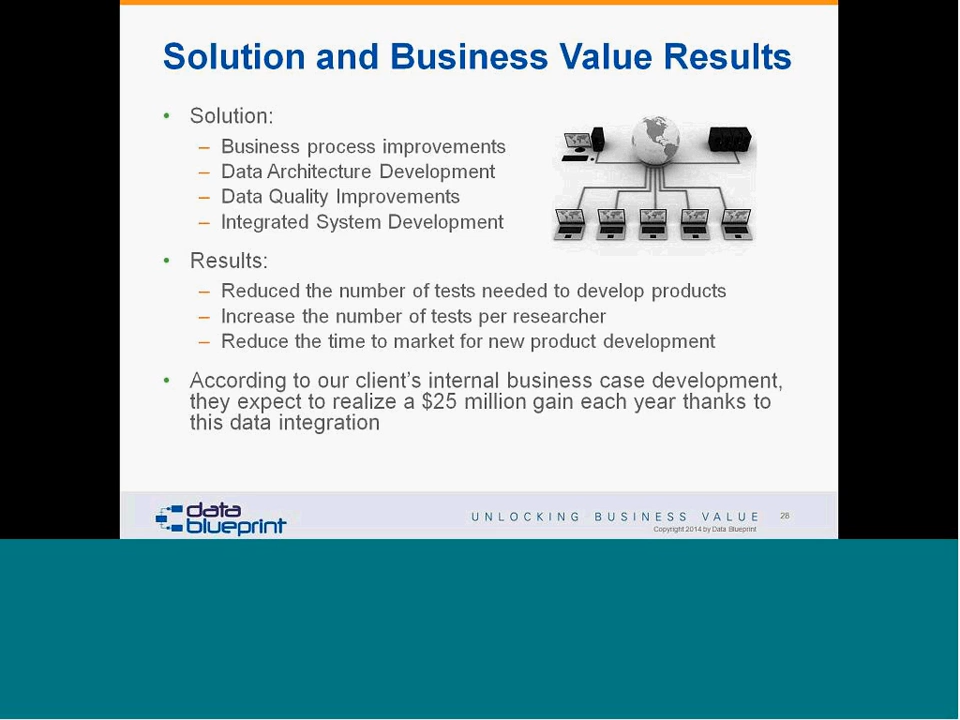 Solution and Business Value Results
• Solution:
– Business process improvements
– Data Architecture Development
– Data Quality Improvements
– Integrated System Development
• Results:
– Reduced the number of tests needed to develop products
– Increase the number of tests per researcher
– Reduce the time to market for new product development
• According to our client's internal business case development,
they expect to realize a $25 million gain each year thanks to
this data integration
data
blueprint
UNLOCKING BUSINESS VALUE 28
Copyright 2014 by Data Blueprint